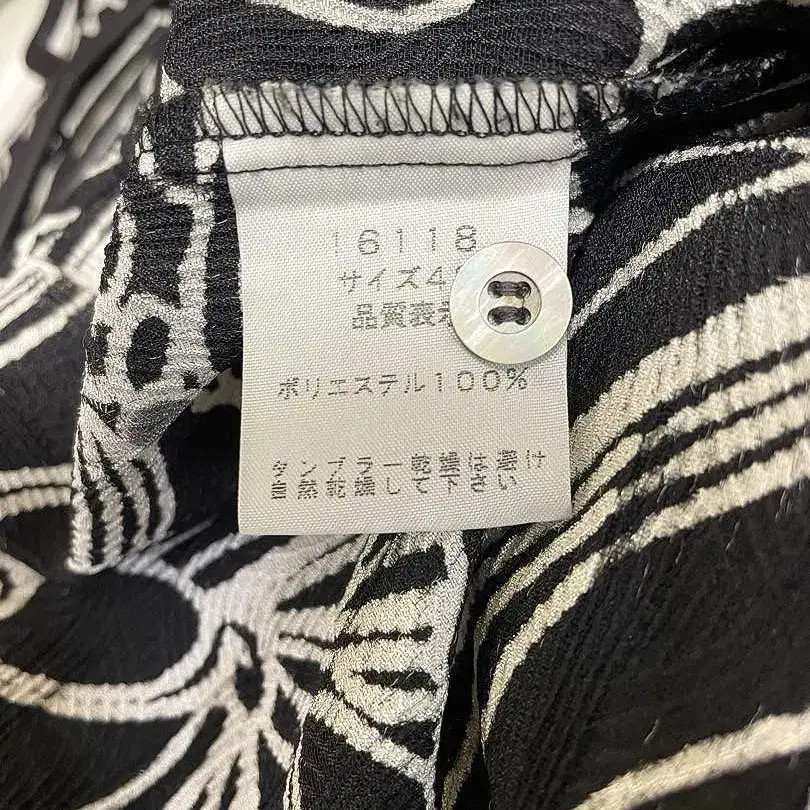 16118
サイズ4
品質表示
ポリエステル100%
タンブラー乾燥は避け
自然乾燥して下さい